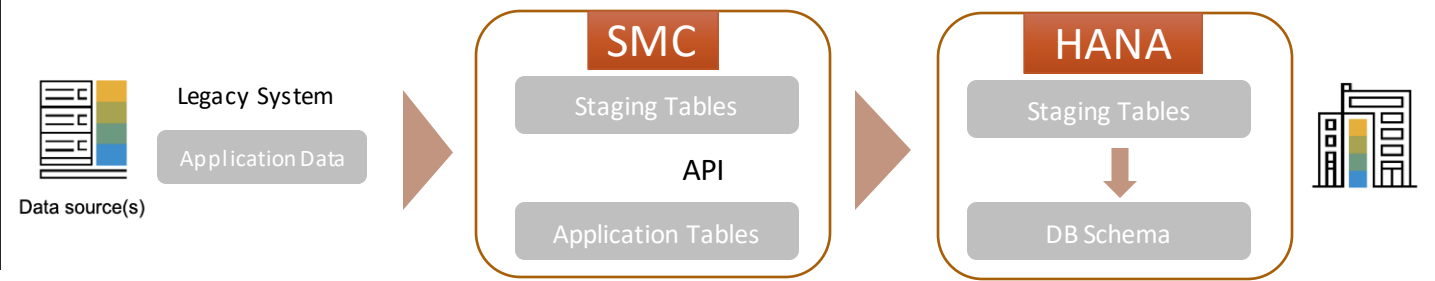 Legacy System
Application Data
Data source(s)
SMC
Staging Tables
API
Application Tables
HANA
Staging Tables
DB Schema